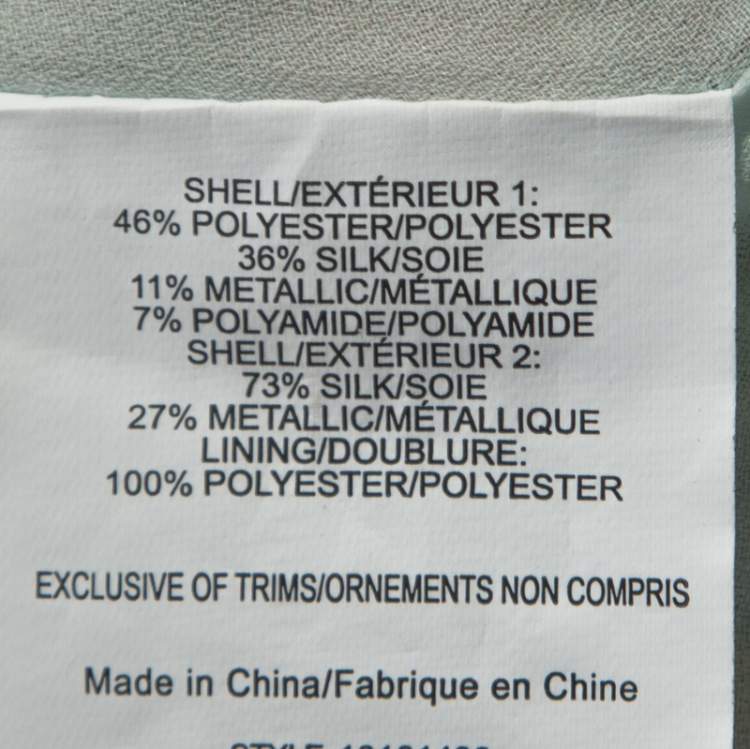 SHELL/EXTÉRIEUR 1:
46% POLYESTER/POLYESTER
36% SILK/SOIE
11% METALLIC/MÉTALLIQUE
7% POLYAMIDE/POLYAMIDE
SHELL/EXTÉRIEUR 2:
73% SILK/SOIE
27% METALLIC/MÉTALLIQUE
LINING/DOUBLURE:
100% POLYESTER/POLYESTER
EXCLUSIVE OF TRIMS/ORNEMENTS NON COMPRIS
Made in China/Fabrique en Chine
STYLE